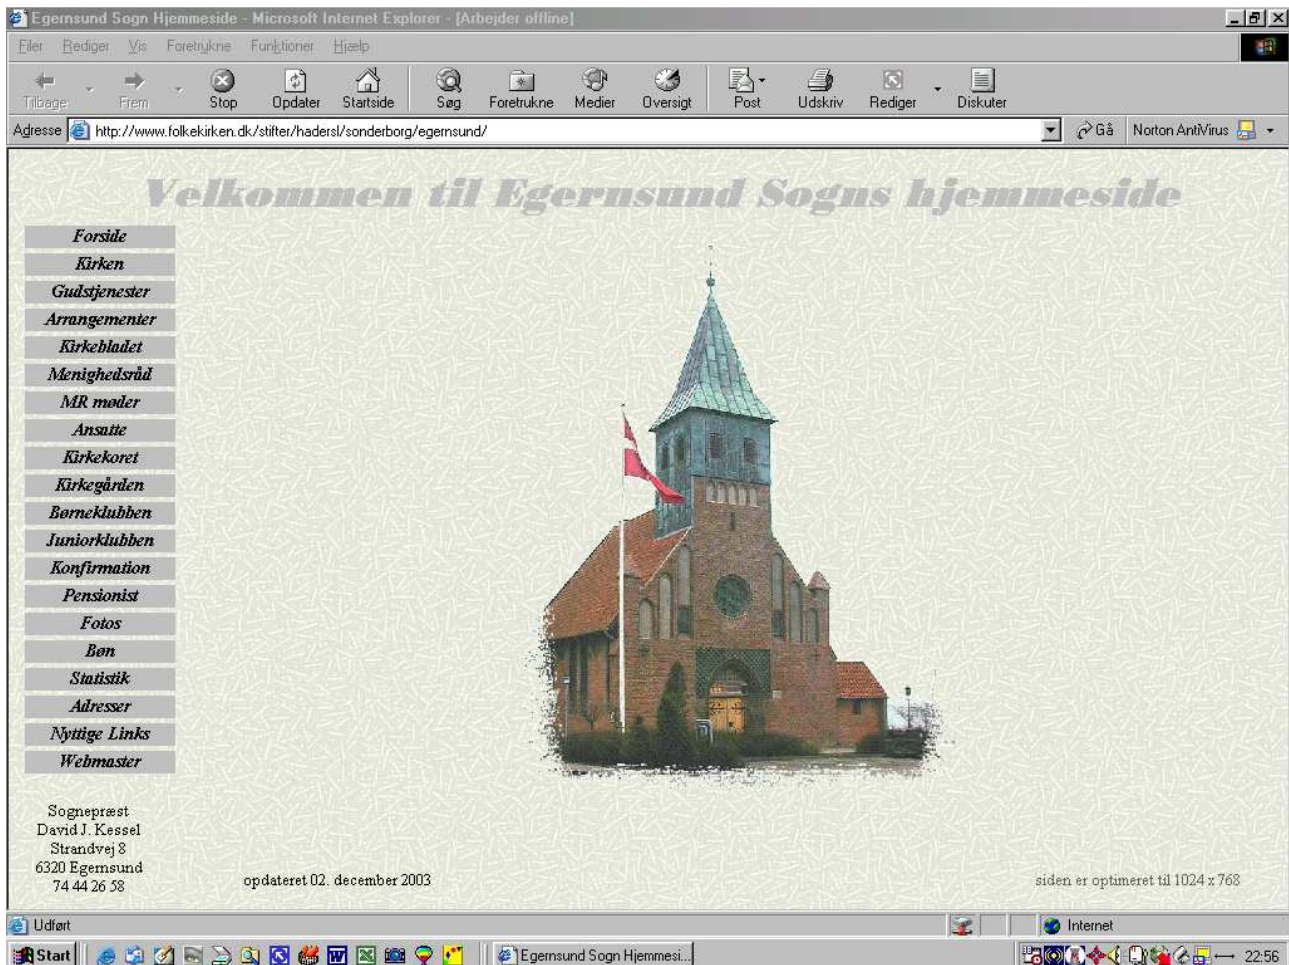 Egernsund Sogn Hjemmeside - Microsoft Internet Explorer - [Arbejder offline]
Filer Rediger Vis Foretrukne Funktioner Hjælp
Tilbage Frem Stop Opdater Startside Søg Foretrukne Medier Oversigt Post Udskriv Rediger Diskuter
Adresse http://www.folkekirken.dk/stifter/hadersl/sonderborg/egernsund/ Gå Norton AntiVirus
Velkommen til Egernsund Sogns hjemmeside
Forside
Kirken
Gudstjenester
Arrangementer
Kirkebladet
Menighedsråd
MR møder
Ansatte
Kirkekoret
Kirkegården
Børneklubben
Juniorklubben
Konfirmation
Pensionist
Fotos
Bøn
Statistik
Adresser
Nyttige Links
Webmaster
Sognepræst
David J. Kessel
Strandvej 8
6320 Egernsund
74 44 26 58
opdateret 02. december 2003
siden er optimeret til 1024 x 768
Udført Internet
Start Egernsund Sogn Hjemmesi... 22:56